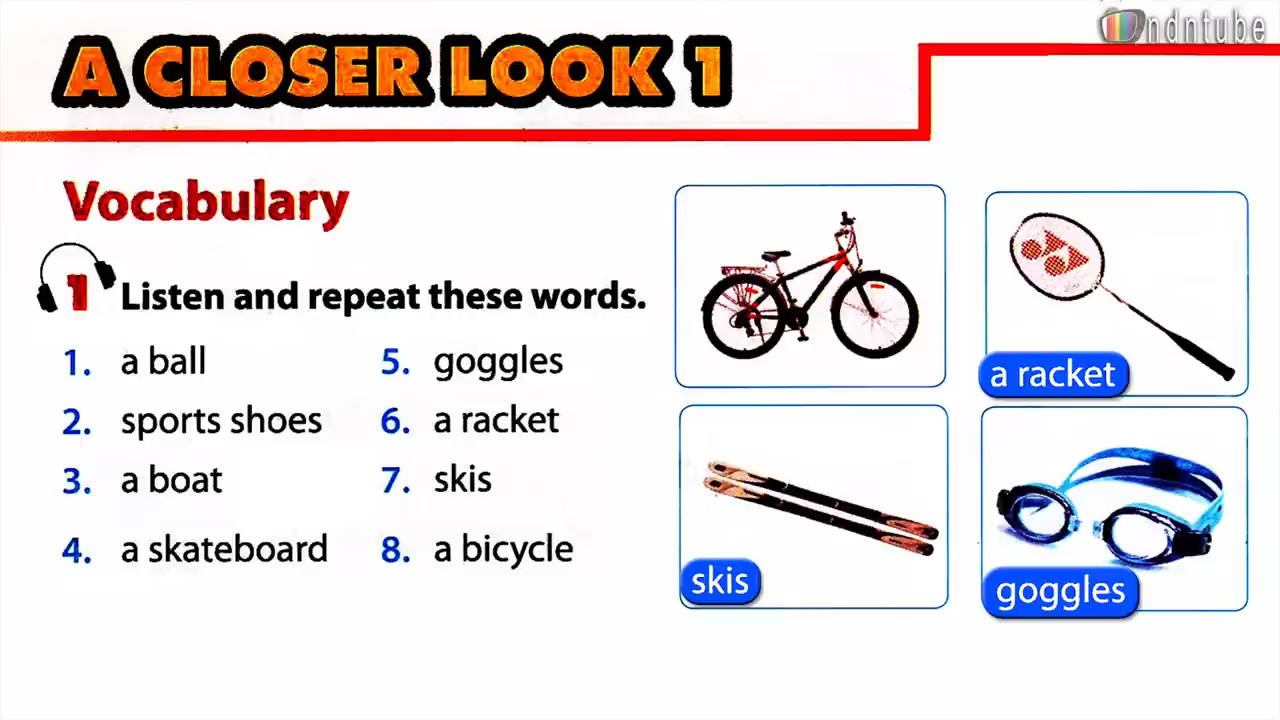 ndntube
A CLOSER LOOK 1
Vocabulary
1 Listen and repeat these words.
1. a ball
2. sports shoes
3. a boat
4. a skateboard
5. goggles
6. a racket
7. skis
8. a bicycle
a racket
skis
goggles